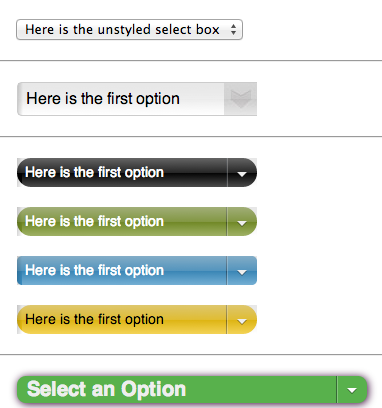 Here is the unstyled select box
Here is the first option
Here is the first option
Here is the first option
Here is the first option
Here is the first option
Select an Option